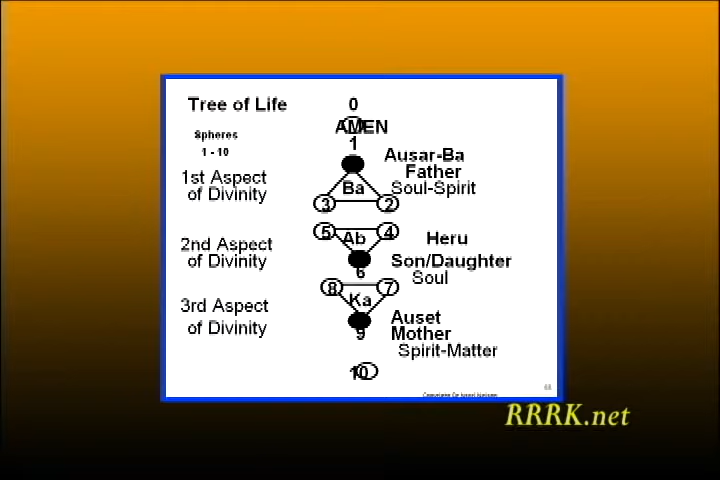 Tree of Life
0
AMEN
Spheres
1 - 10
1
Ausar-Ba
Father
Soul-Spirit
1st Aspect
of Divinity
Ba
3 2
5 4
Ab
Heru
2nd Aspect
of Divinity
6
Son/Daughter
Soul
8 7
Ka
3rd Aspect
of Divinity
9
Auset
Mother
Spirit-Matter
10
RRRK.net